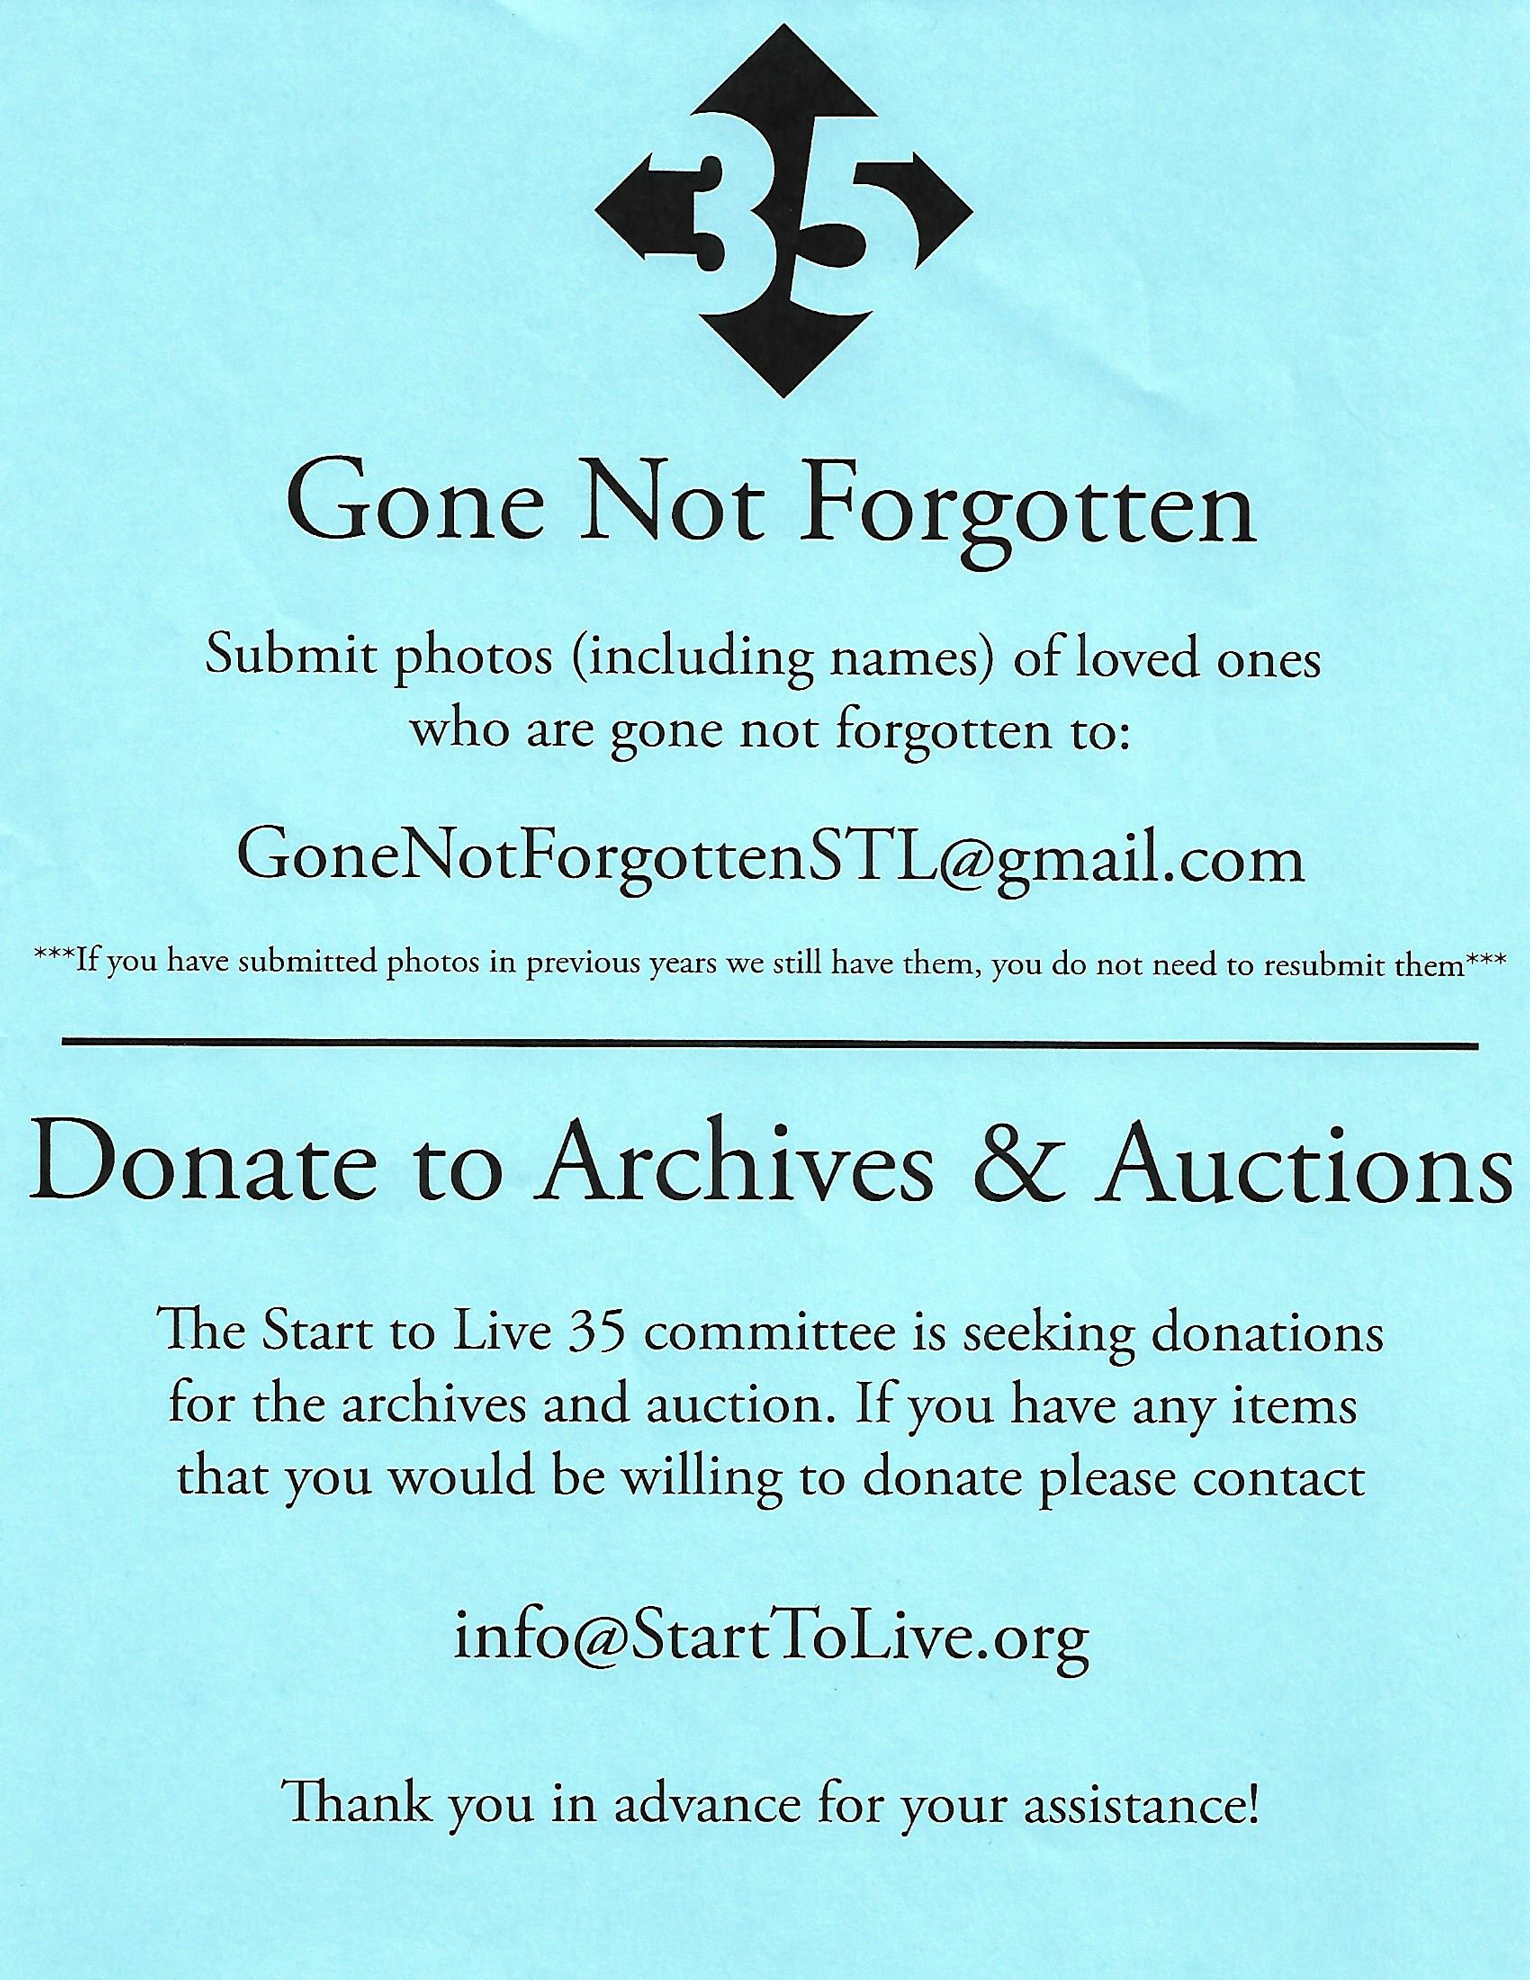 35
Gone Not Forgotten
Submit photos (including names) of loved ones
who are gone not forgotten to:
GoneNotForgottenSTL@gmail.com
***If you have submitted photos in previous years we still have them, you do not need to resubmit them***
Donate to Archives & Auctions
The Start to Live 35 committee is seeking donations
for the archives and auction. If you have any items
that you would be willing to donate please contact
info@StartToLive.org
Thank you in advance for your assistance!